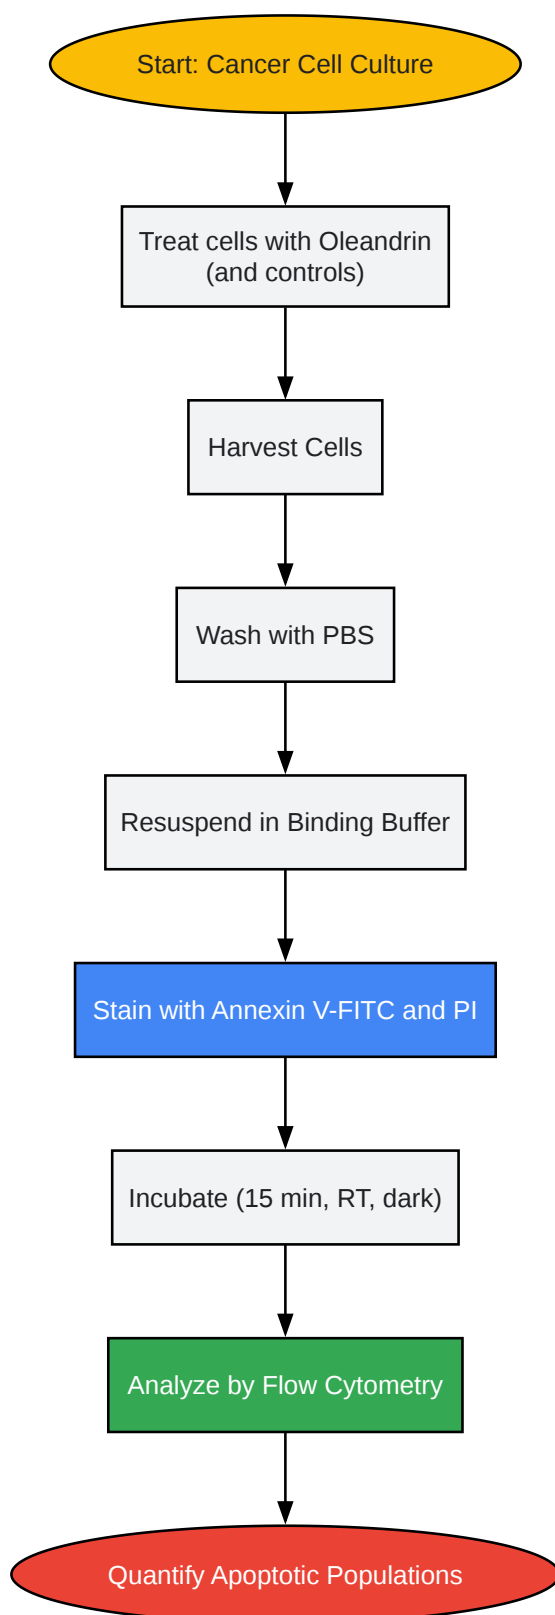 Start: Cancer Cell Culture
Treat cells with Oleandrin
(and controls)
Harvest Cells
Wash with PBS
Resuspend in Binding Buffer
Stain with Annexin V-FITC and PI
Incubate (15 min, RT, dark)
Analyze by Flow Cytometry
Quantify Apoptotic Populations